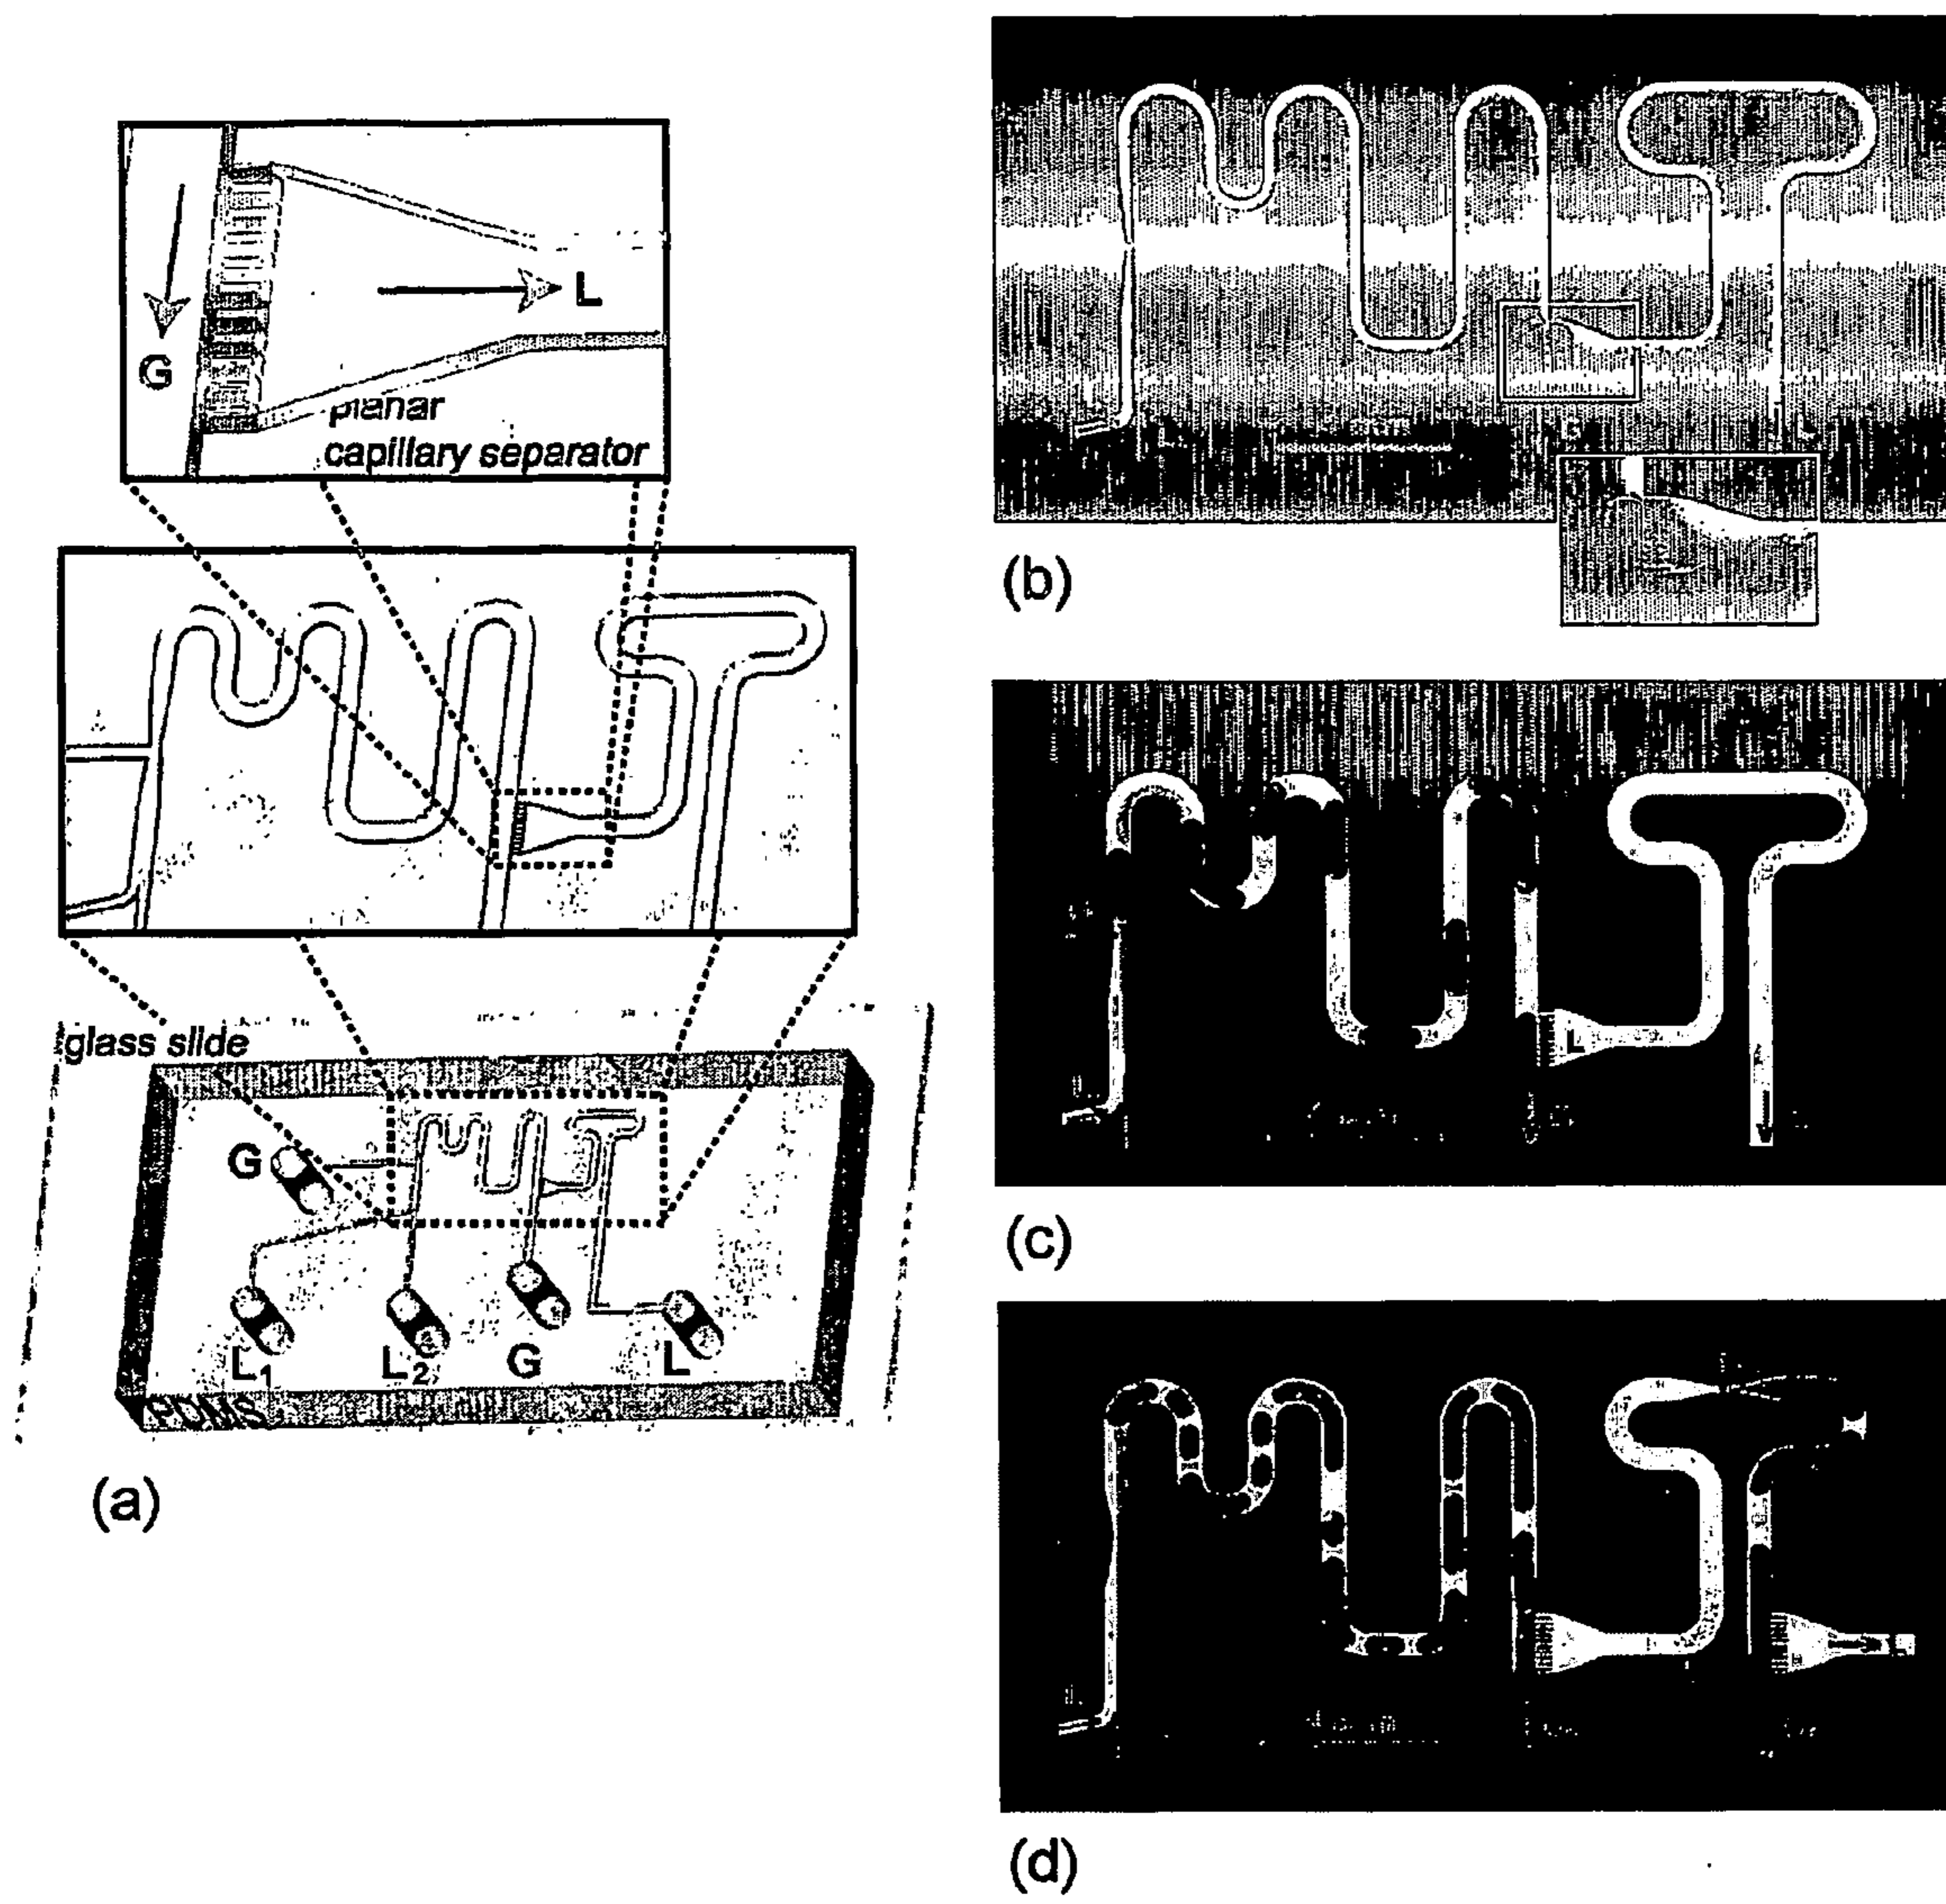 G
L
planar
capillary separator
glass slide
G
L1
L2
G
L
PDMS
(a)
(b)
L
(c)
(d)